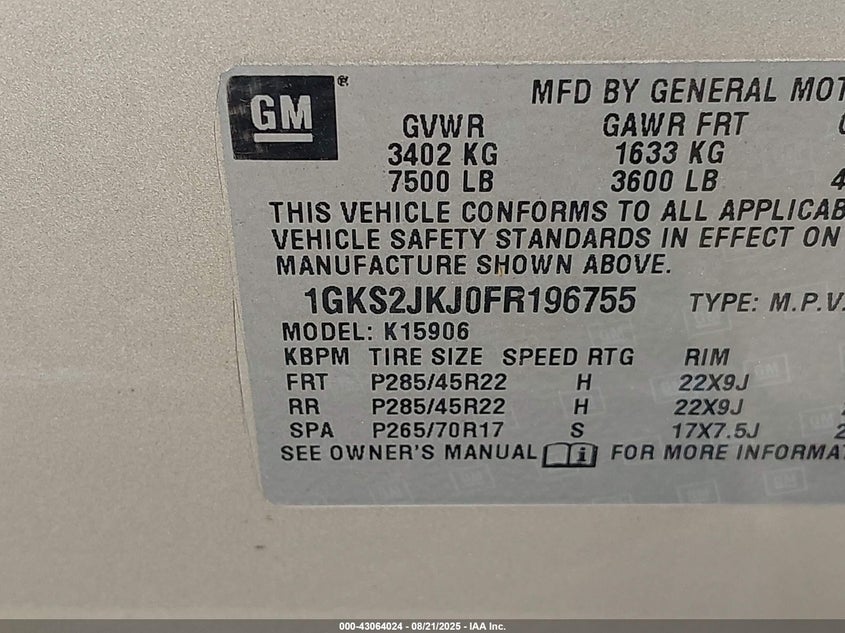 GM ® MFD BY GENERAL MOT
GVWR GAWR FRT
3402 KG 1633 KG
7500 LB 3600 LB 4
THIS VEHICLE CONFORMS TO ALL APPLICAB
VEHICLE SAFETY STANDARDS IN EFFECT ON
MANUFACTURE SHOWN ABOVE.
1GKS2JKJ0FR196755 TYPE: M.P.V.
MODEL: K15906
KBPM TIRE SIZE SPEED RTG RIM
FRT P285/45R22 H 22X9J
RR P285/45R22 H 22X9J
SPA P265/70R17 S 17X7.5J 2
SEE OWNER'S MANUAL FOR MORE INFORMAT
000-43064024 - 08/21/2025 - IAA Inc.